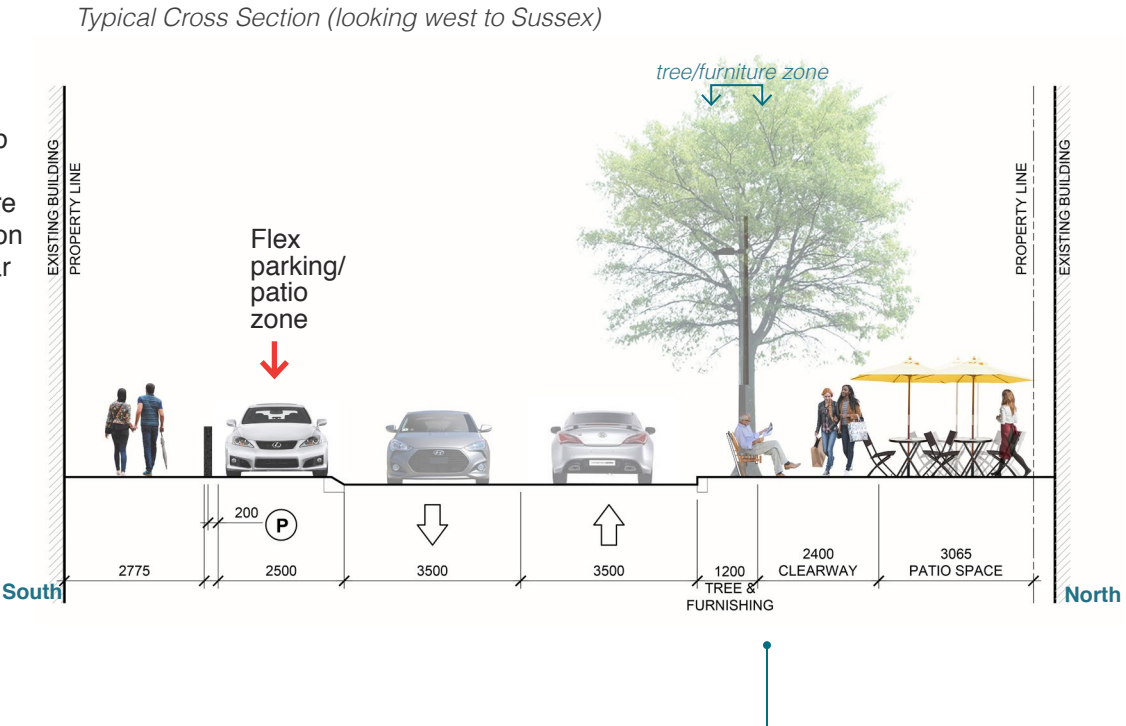 Typical Cross Section (looking west to Sussex)
tree/furniture zone
EXISTING BUILDING
PROPERTY LINE
Flex
parking/
patio
zone
PROPERTY LINE
EXISTING BUILDING
200
P
2775
2500
3500
3500
1200
TREE &
FURNISHING
2400
CLEARWAY
3065
PATIO SPACE
South
North